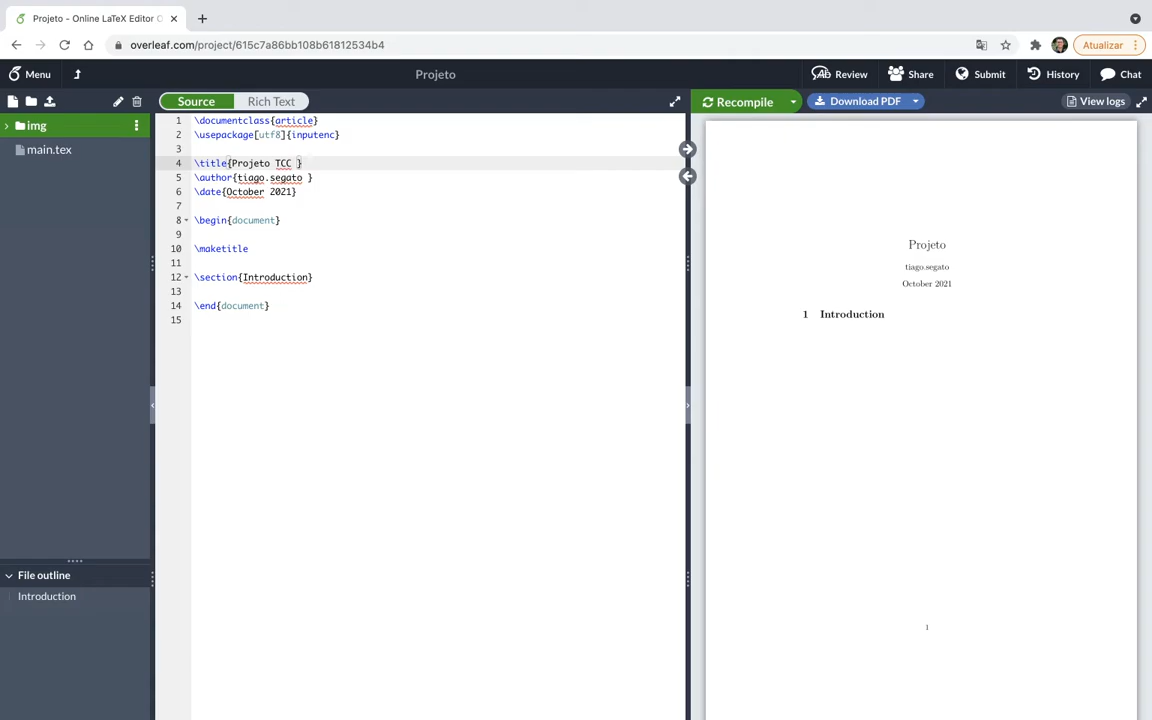 Projeto - Online LaTeX Editor O
overleaf.com/project/615c7a86bb108b61812534b4
Atualizar
Menu
Projeto
Review
Share
Submit
History
Chat
Source
Rich Text
Recompile
Download PDF
View logs
img
main.tex
1 \documentclass{article}
2 \usepackage[utf8]{inputenc}
3
4 \title{Projeto TCC }
5 \author{tiago.segato }
6 \date{October 2021}
7
8 \begin{document}
9
10 \maketitle
11
12 \section{Introduction}
13
14 \end{document}
15
Projeto
tiago.segato
October 2021
1 Introduction
1
File outline
Introduction